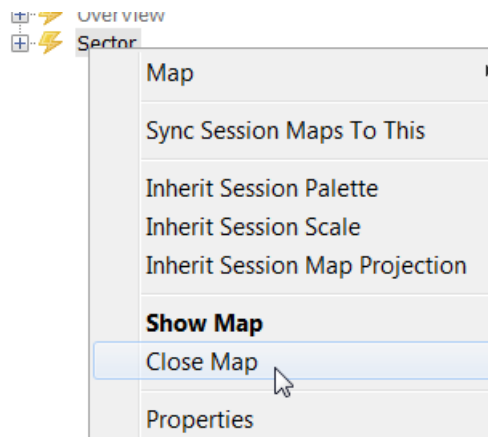 Overview
Sector
Map
Sync Session Maps To This
Inherit Session Palette
Inherit Session Scale
Inherit Session Map Projection
Show Map
Close Map
Properties